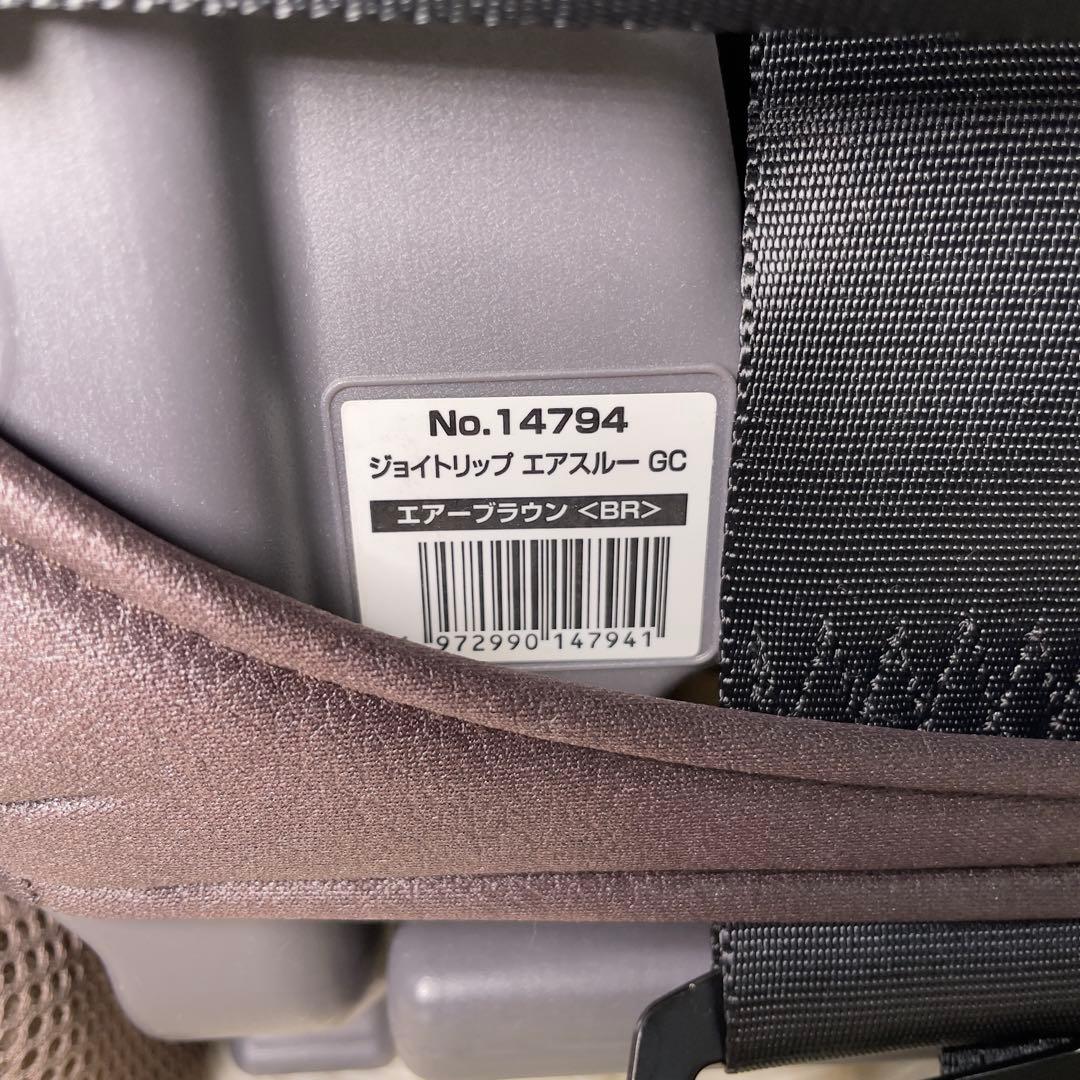 No.14794
ジョイトリップ エアスルー GC
エアーブラウン <BR>
972990 147941